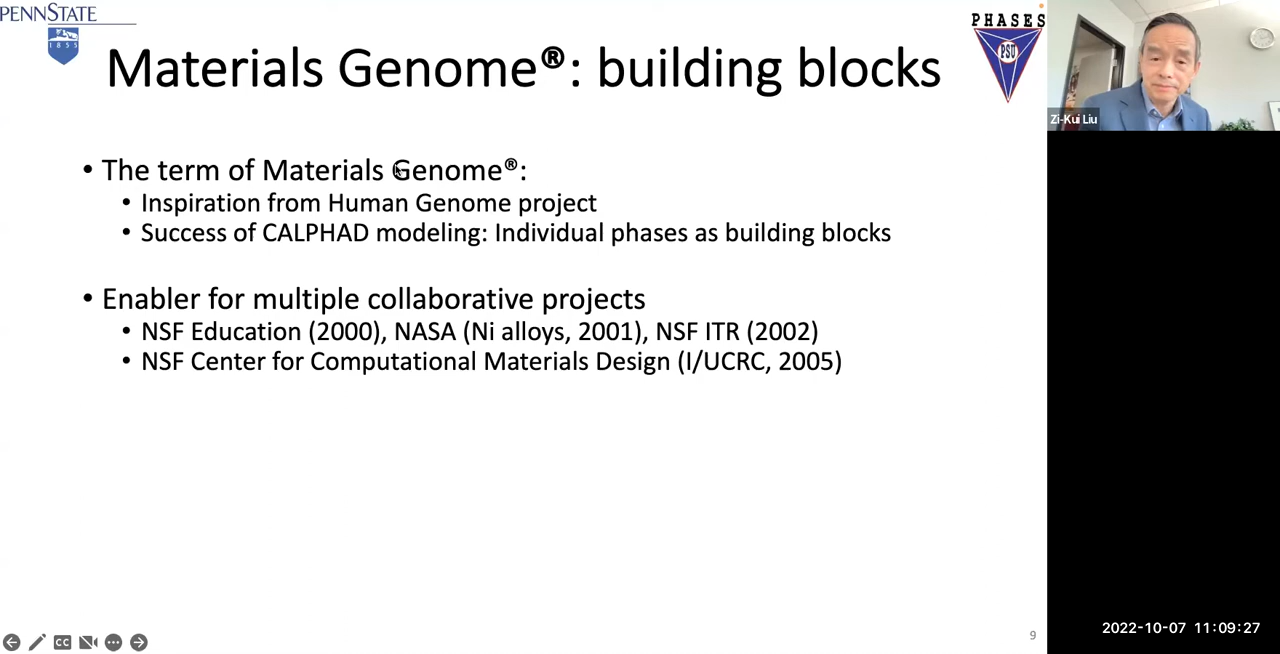 PENNSTATE
1855
Materials Genome®: building blocks
PHASES
PSU
Zi-Kui Liu
• The term of Materials Genome®:
• Inspiration from Human Genome project
• Success of CALPHAD modeling: Individual phases as building blocks
• Enabler for multiple collaborative projects
• NSF Education (2000), NASA (Ni alloys, 2001), NSF ITR (2002)
• NSF Center for Computational Materials Design (I/UCRC, 2005)
CC
9
2022-10-07 11:09:27